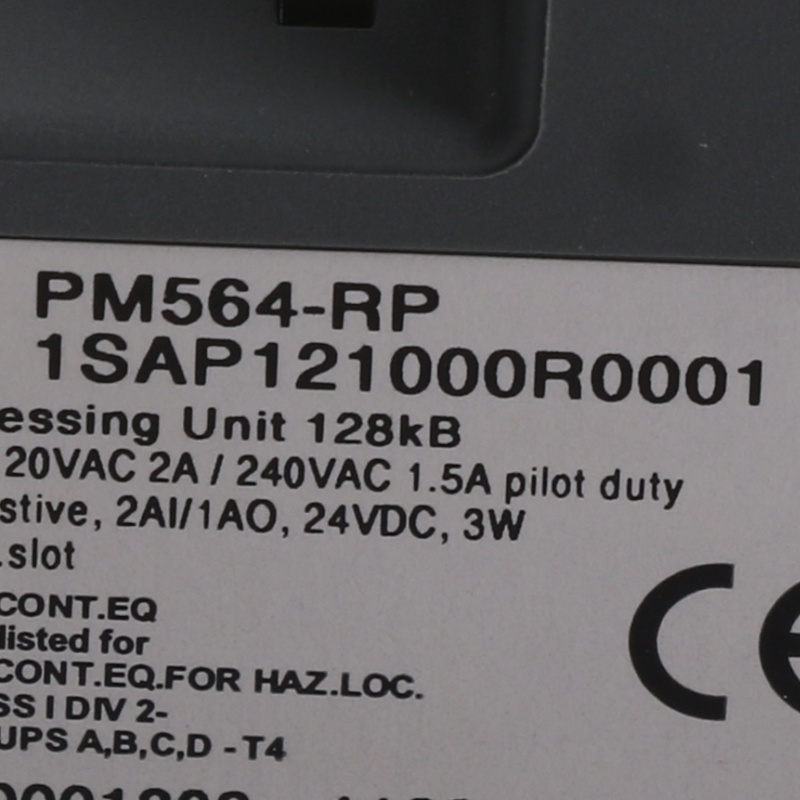 PM564-RP
1SAP121000R0001
essing Unit 128kB
20VAC 2A / 240VAC 1.5A pilot duty
stive, 2AI/1AO, 24VDC, 3W
.slot
CONT.EQ
listed for
CONT.EQ.FOR HAZ.LOC.
SS I DIV 2-
UPS A,B,C,D - T4
CE